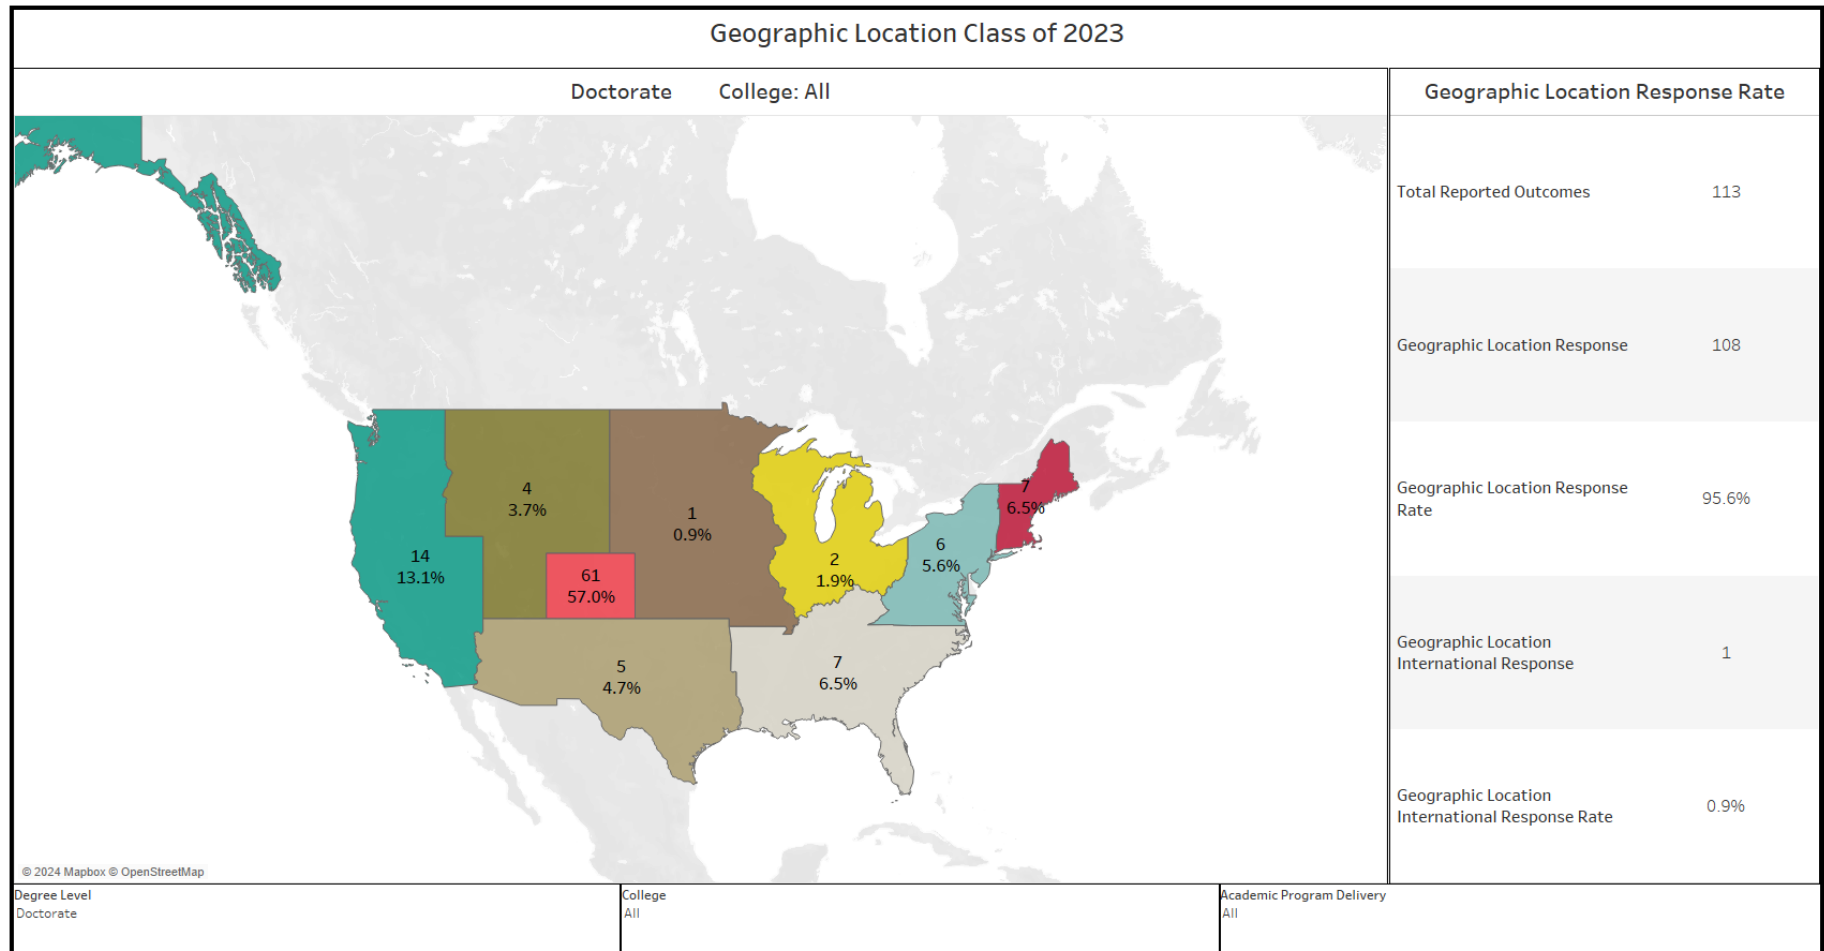 Geographic Location Class of 2023
Doctorate College: All
Geographic Location Response Rate
4
3.7%
1
0.9%
14
13.1%
61
57.0%
2
1.9%
6
5.6%
7
6.5%
5
4.7%
7
6.5%
© 2024 Mapbox © OpenStreetMap
Total Reported Outcomes 113
Geographic Location Response 108
Geographic Location Response
Rate
95.6%
Geographic Location
International Response
1
Geographic Location
International Response Rate
0.9%
Degree Level
Doctorate
College
All
Academic Program Delivery
All